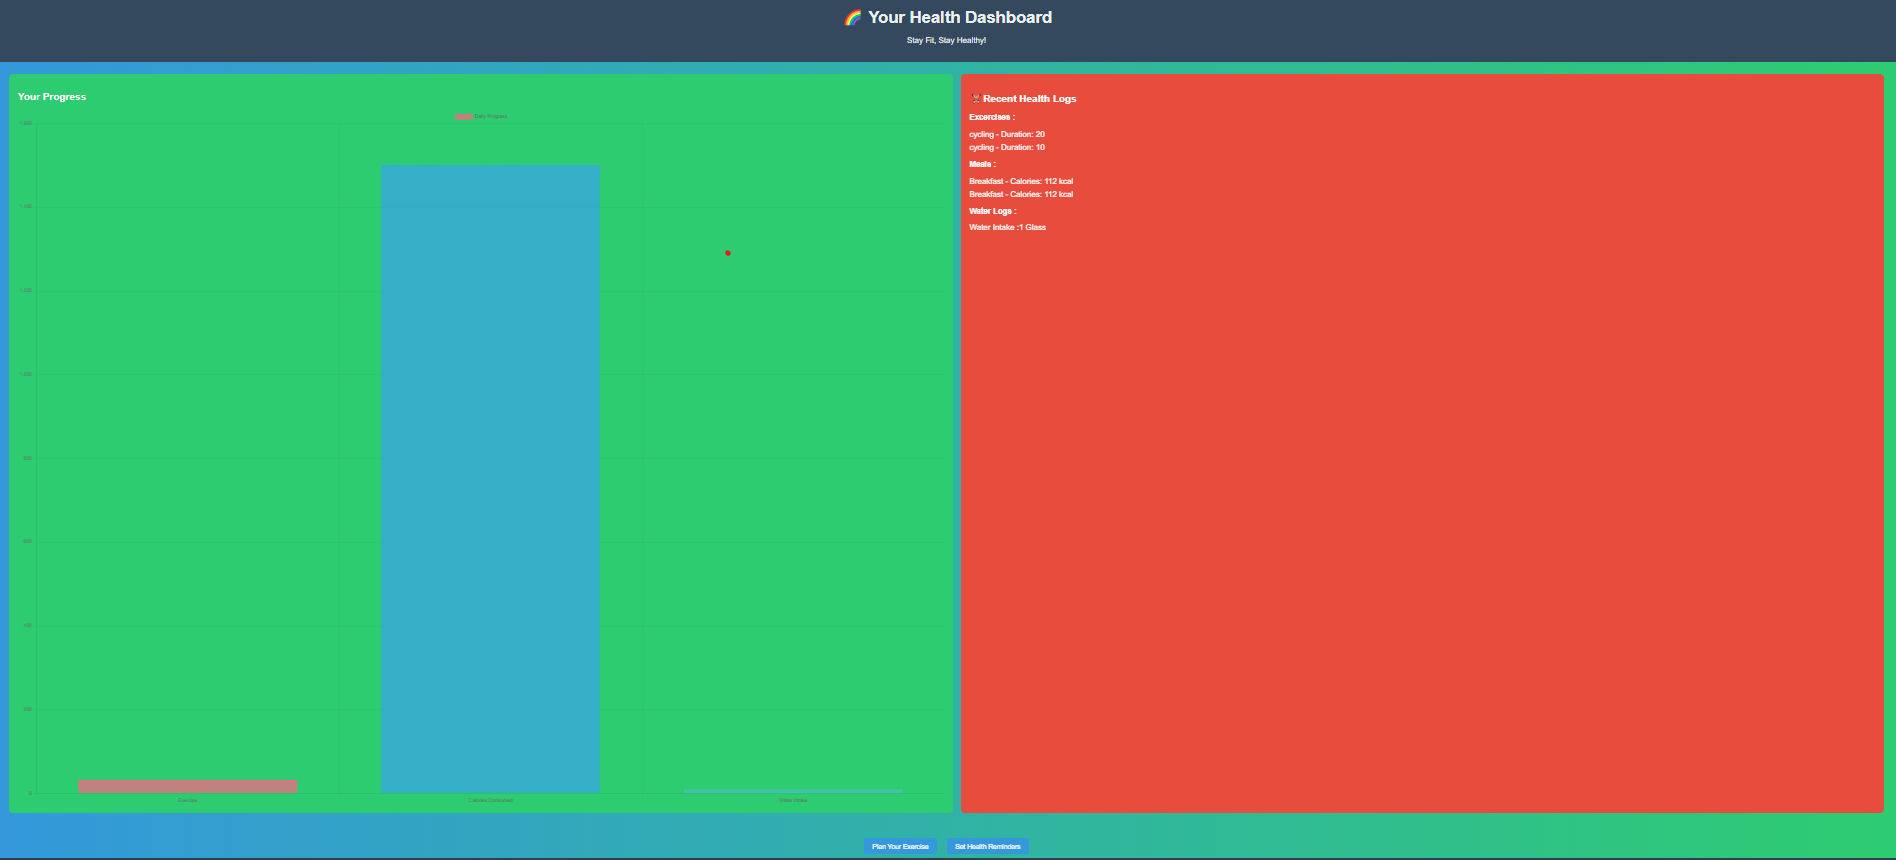 🌈 Your Health Dashboard
Stay Fit, Stay Healthy!
Your Progress
Daily Progress
1,600
1,400
1,200
1,000
800
600
400
200
0
Exercise
Calories Consumed
Water Intake
Recent Health Logs
Excercises :
cycling - Duration: 20
cycling - Duration: 10
Meals :
Breakfast - Calories: 112 kcal
Breakfast - Calories: 112 kcal
Water Logs :
Water Intake :1 Glass
Plan Your Exercise
Set Health Reminders